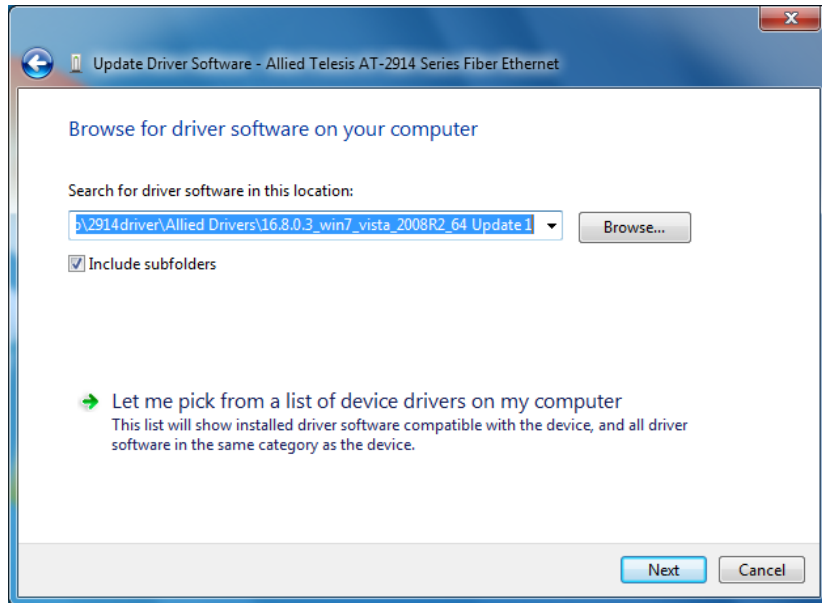 Update Driver Software - Allied Telesis AT-2914 Series Fiber Ethernet
Browse for driver software on your computer
Search for driver software in this location:
\2914driver\Allied Drivers\16.8.0.3_win7_vista_2008R2_64 Update 1
Browse...
Include subfolders
Let me pick from a list of device drivers on my computer
This list will show installed driver software compatible with the device, and all driver
software in the same category as the device.
Next
Cancel